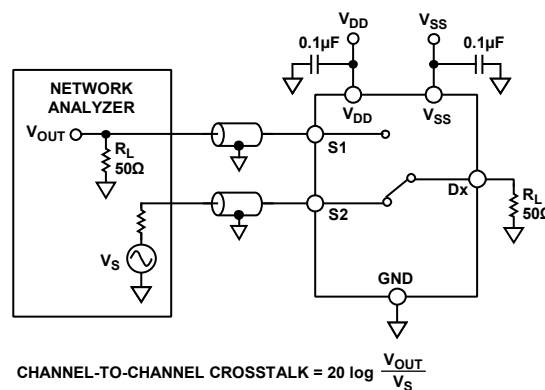 V_DD
V_SS
0.1μF
0.1μF
NETWORK
ANALYZER
V_DD
V_SS
V_OUT
S1
R_L
50Ω
S2
Dx
R_L
50Ω
V_S
GND
CHANNEL-TO-CHANNEL CROSSTALK = 20 log V_OUT / V_S